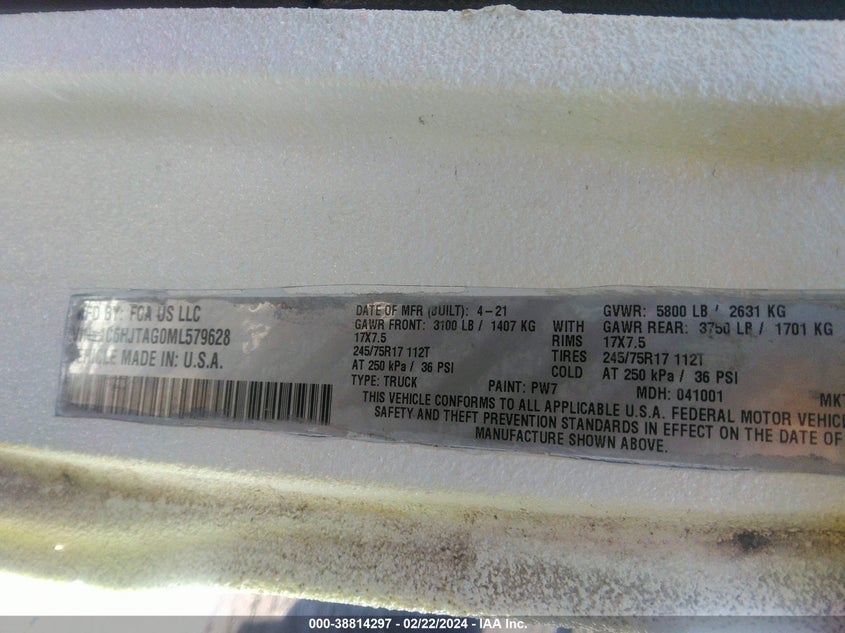 MFD BY: FCA US LLC
1C6HJTAG0ML579628
VEHICLE MADE IN: U.S.A.
DATE OF MFR (BUILT): 4-21 GVWR: 5800 LB / 2631 KG
GAWR FRONT: 3100 LB / 1407 KG WITH GAWR REAR: 3750 LB / 1701 KG
17X7.5 RIMS 17X7.5
245/75R17 112T TIRES 245/75R17 112T
AT 250 kPa / 36 PSI COLD AT 250 kPa / 36 PSI
TYPE: TRUCK PAINT: PW7 MDH: 041001 MKT
THIS VEHICLE CONFORMS TO ALL APPLICABLE U.S.A. FEDERAL MOTOR VEHIC
SAFETY AND THEFT PREVENTION STANDARDS IN EFFECT ON THE DATE OF
MANUFACTURE SHOWN ABOVE.
000-38814297 - 02/22/2024 - IAA Inc.